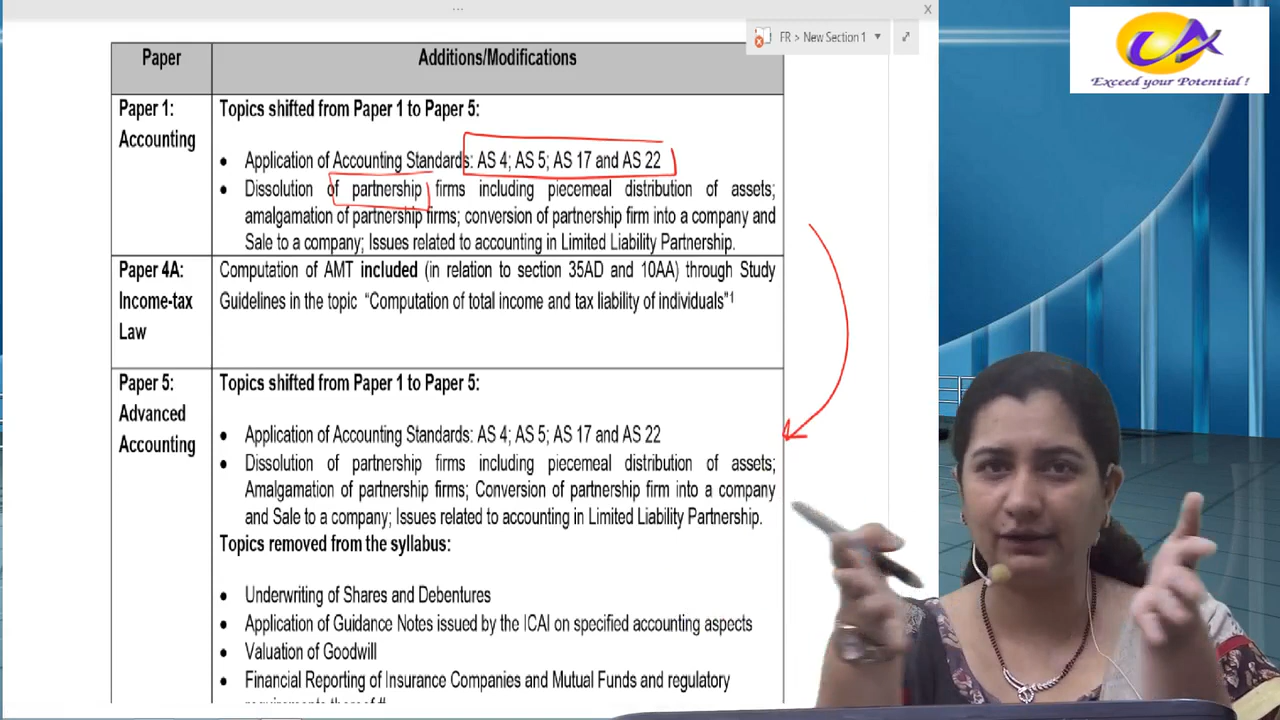 ...
X
FR > New Section 1
UA
Exceed your Potential !
Paper
Additions/Modifications
Paper 1:
Accounting
Topics shifted from Paper 1 to Paper 5:
• Application of Accounting Standards: AS 4; AS 5; AS 17 and AS 22
• Dissolution of partnership firms including piecemeal distribution of assets;
amalgamation of partnership firms; conversion of partnership firm into a company and
Sale to a company; Issues related to accounting in Limited Liability Partnership.
Paper 4A:
Income-tax
Law
Computation of AMT included (in relation to section 35AD and 10AA) through Study
Guidelines in the topic “Computation of total income and tax liability of individuals”1
Paper 5:
Advanced
Accounting
Topics shifted from Paper 1 to Paper 5:
• Application of Accounting Standards: AS 4; AS 5; AS 17 and AS 22
• Dissolution of partnership firms including piecemeal distribution of assets;
Amalgamation of partnership firms; Conversion of partnership firm into a company
and Sale to a company; Issues related to accounting in Limited Liability Partnership.
Topics removed from the syllabus:
• Underwriting of Shares and Debentures
• Application of Guidance Notes issued by the ICAI on specified accounting aspects
• Valuation of Goodwill
• Financial Reporting of Insurance Companies and Mutual Funds and regulatory